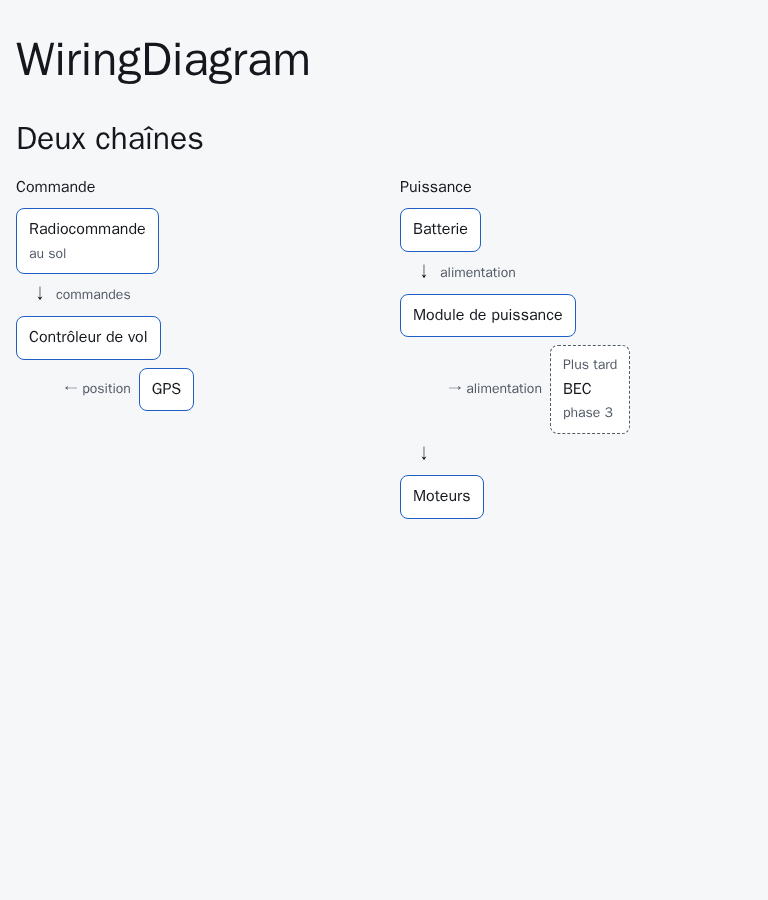 WiringDiagram
Deux chaînes
Commande
Radiocommande
au sol
↓ commandes
Contrôleur de vol
← position
GPS
Puissance
Batterie
↓ alimentation
Module de puissance
→ alimentation
Plus tard
BEC
phase 3
↓
Moteurs